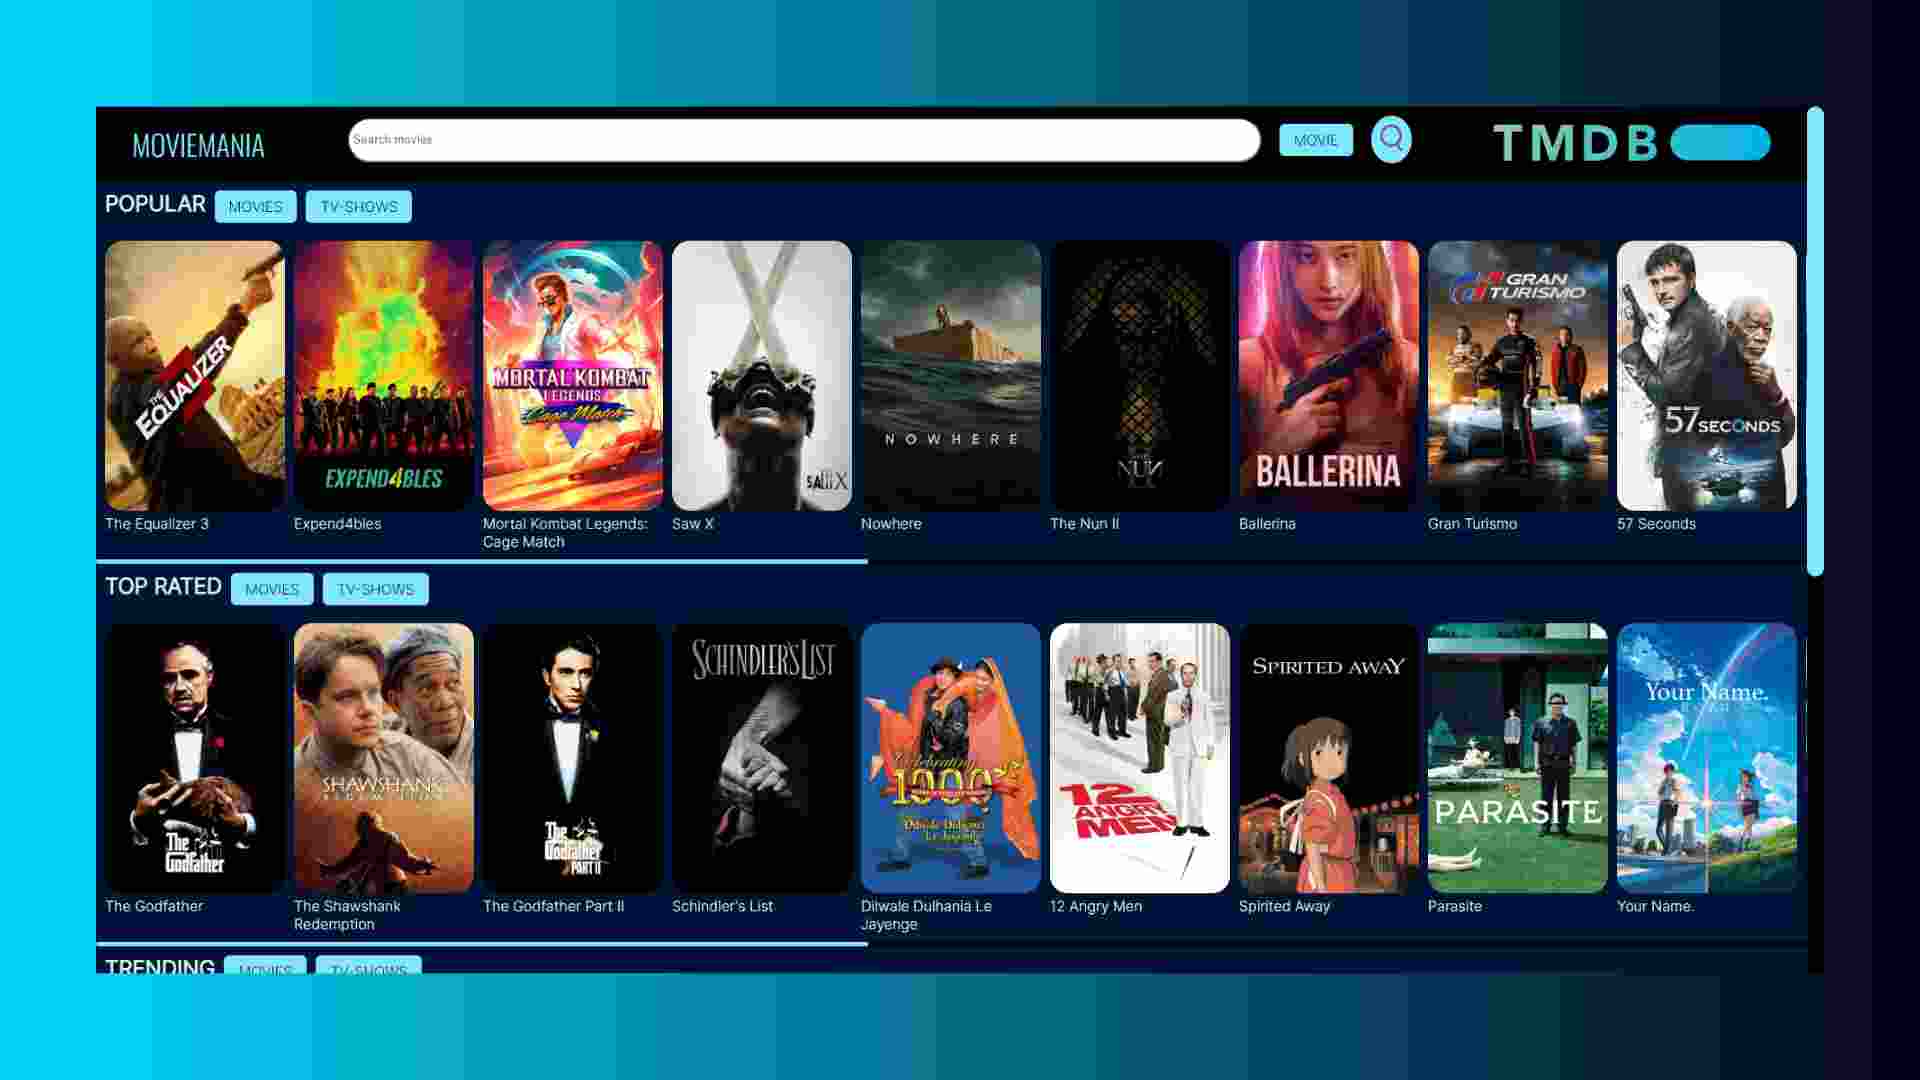 MOVIEMANIA
Search movies
MOVIE
TMDB
POPULAR
MOVIES
TV-SHOWS
THE
EQUALIZER
EXPEND4BLES
MORTAL KOMBAT
LEGENDS
Cage Match
SAW X
NOWHERE
THE
NUN
II
BALLERINA
GRAN
TURISMO
57 SECONDS
The Equalizer 3
Expend4bles
Mortal Kombat Legends:
Cage Match
Saw X
Nowhere
The Nun II
Ballerina
Gran Turismo
57 Seconds
TOP RATED
MOVIES
TV-SHOWS
The
Godfather
SHAWSHANK
REDEMPTION
The
Godfather
PART II
SCHINDLER'S LIST
Celebrating
1000
Dilwale Dulhania
Le Jayenge
12
ANGRY
MEN
SPIRITED AWAY
PARASITE
Your Name.
The Godfather
The Shawshank
Redemption
The Godfather Part II
Schindler's List
Dilwale Dulhania Le
Jayenge
12 Angry Men
Spirited Away
Parasite
Your Name.
TRENDING
MOVIES
TV-SHOWS